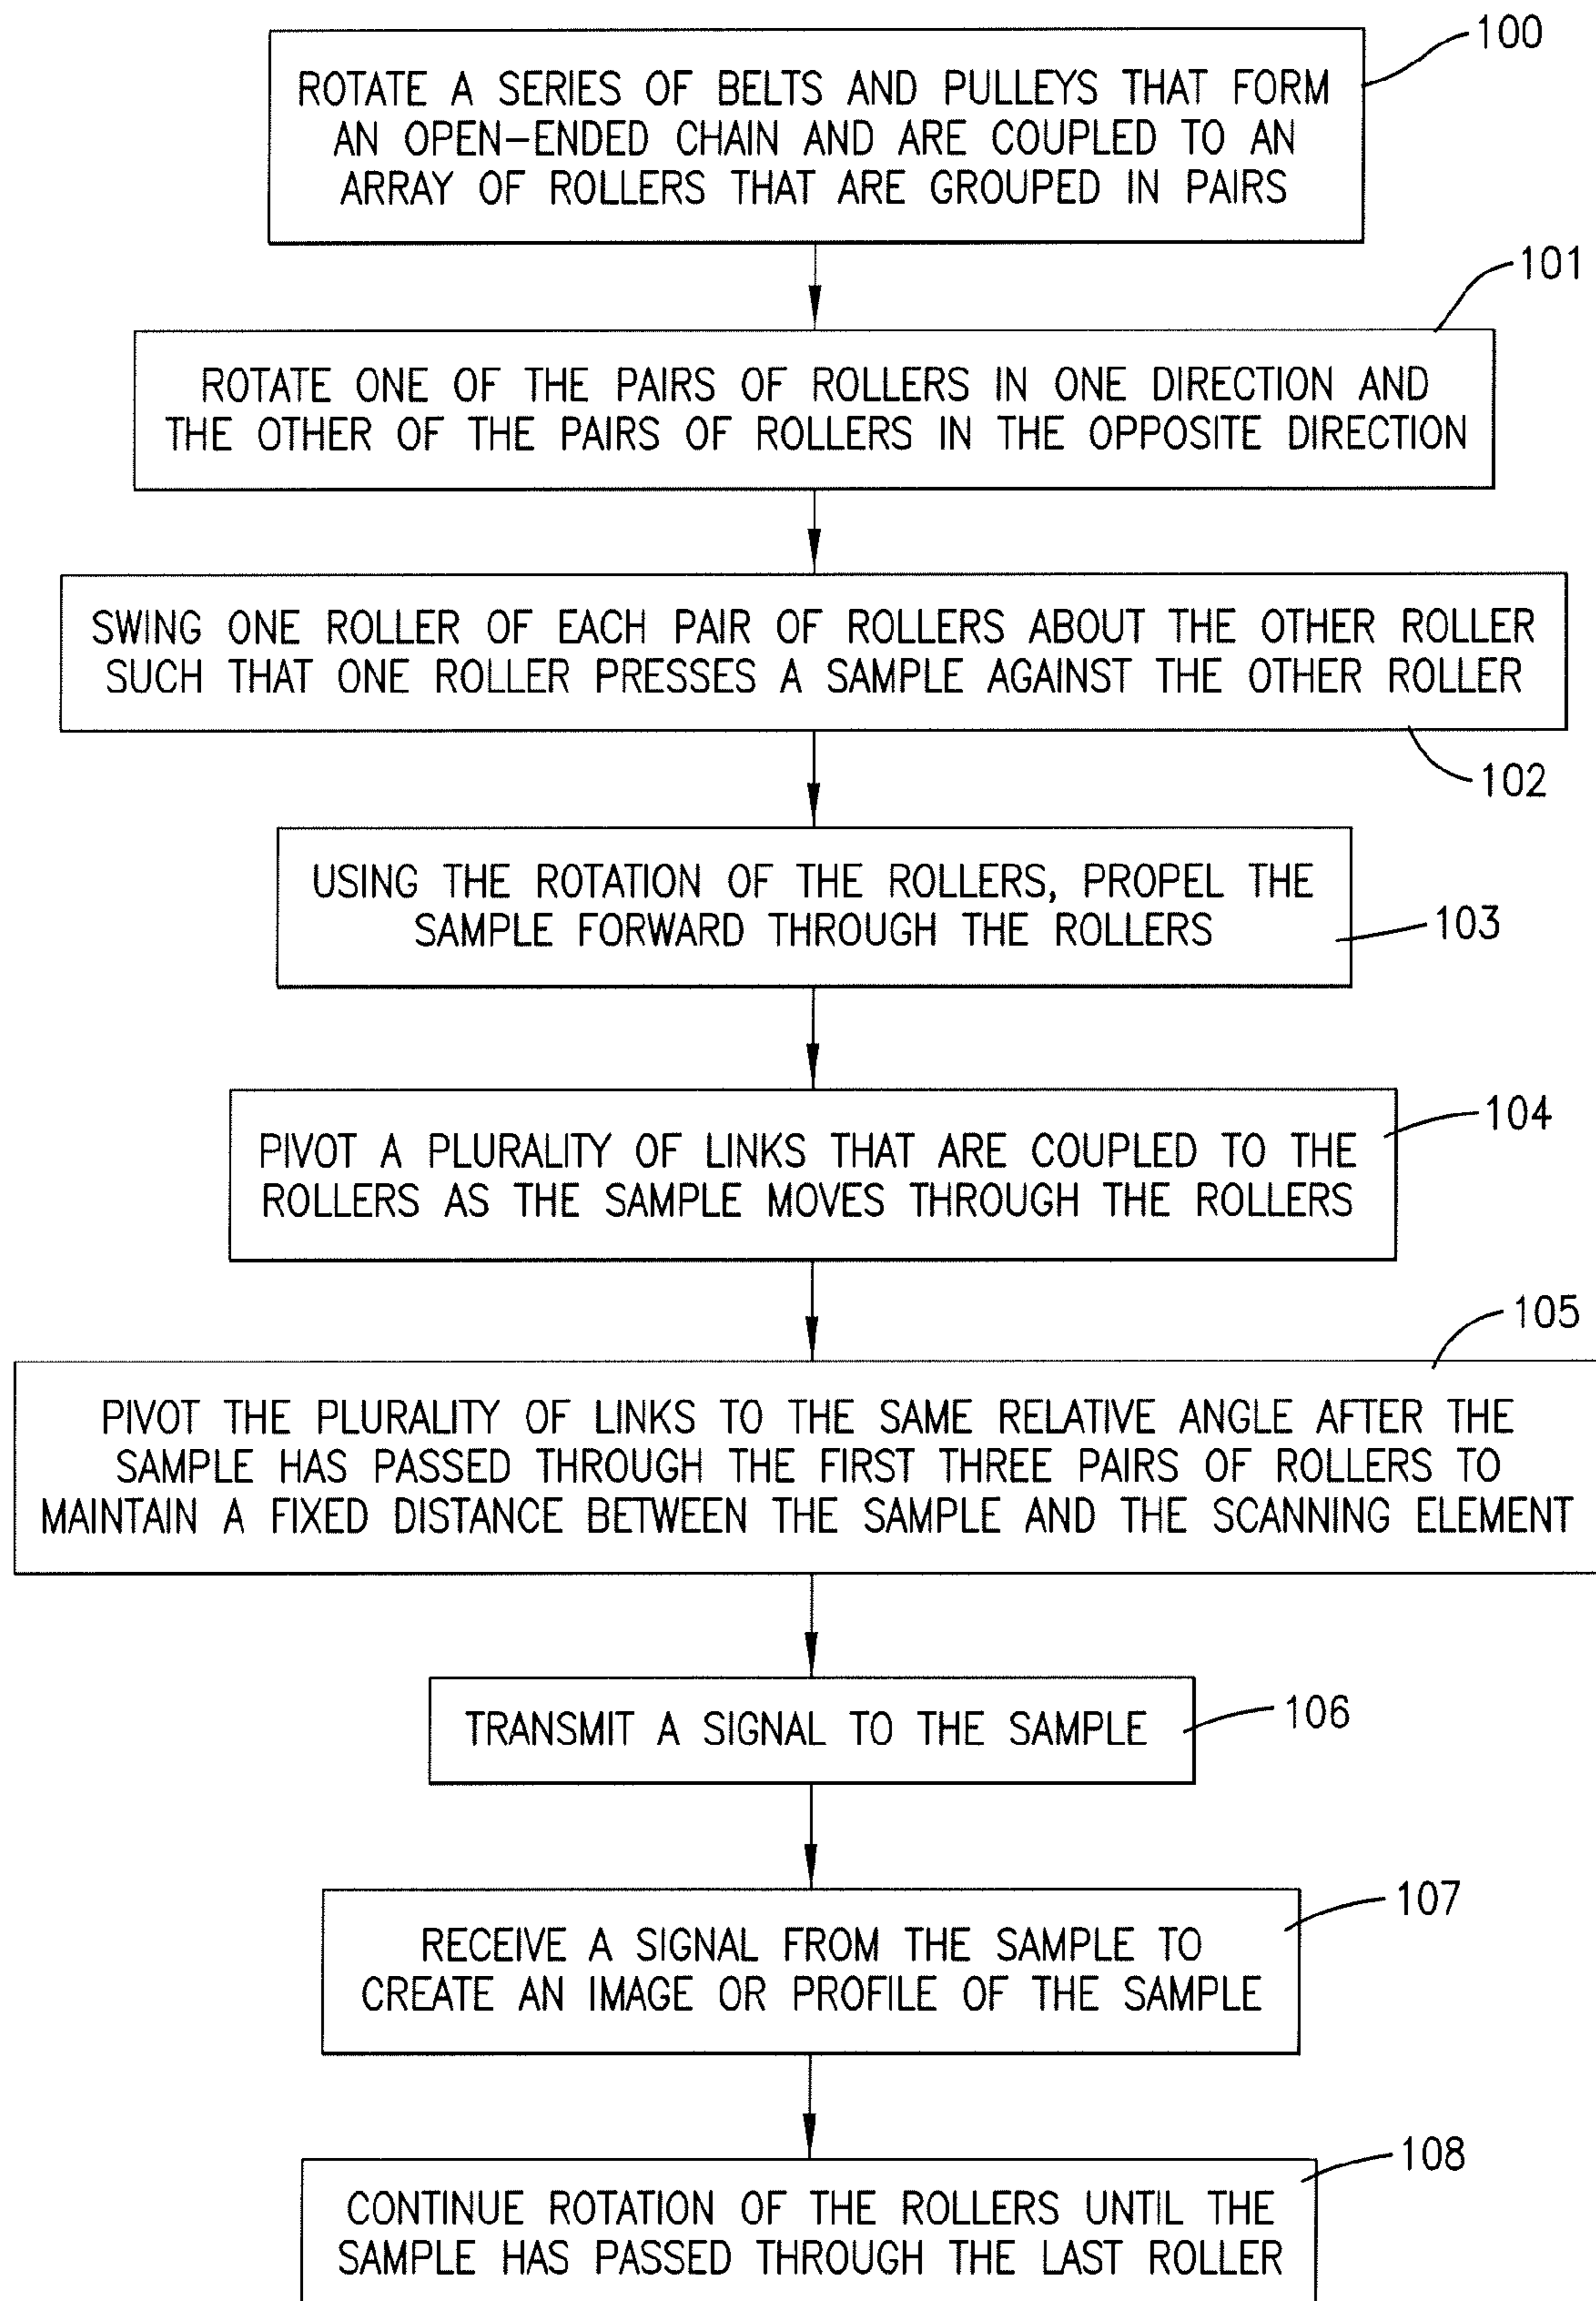 100
ROTATE A SERIES OF BELTS AND PULLEYS THAT FORM
AN OPEN-ENDED CHAIN AND ARE COUPLED TO AN
ARRAY OF ROLLERS THAT ARE GROUPED IN PAIRS
101
ROTATE ONE OF THE PAIRS OF ROLLERS IN ONE DIRECTION AND
THE OTHER OF THE PAIRS OF ROLLERS IN THE OPPOSITE DIRECTION
SWING ONE ROLLER OF EACH PAIR OF ROLLERS ABOUT THE OTHER ROLLER
SUCH THAT ONE ROLLER PRESSES A SAMPLE AGAINST THE OTHER ROLLER
102
USING THE ROTATION OF THE ROLLERS, PROPEL THE
SAMPLE FORWARD THROUGH THE ROLLERS
103
104
PIVOT A PLURALITY OF LINKS THAT ARE COUPLED TO THE
ROLLERS AS THE SAMPLE MOVES THROUGH THE ROLLERS
105
PIVOT THE PLURALITY OF LINKS TO THE SAME RELATIVE ANGLE AFTER THE
SAMPLE HAS PASSED THROUGH THE FIRST THREE PAIRS OF ROLLERS TO
MAINTAIN A FIXED DISTANCE BETWEEN THE SAMPLE AND THE SCANNING ELEMENT
TRANSMIT A SIGNAL TO THE SAMPLE
106
107
RECEIVE A SIGNAL FROM THE SAMPLE TO
CREATE AN IMAGE OR PROFILE OF THE SAMPLE
108
CONTINUE ROTATION OF THE ROLLERS UNTIL THE
SAMPLE HAS PASSED THROUGH THE LAST ROLLER